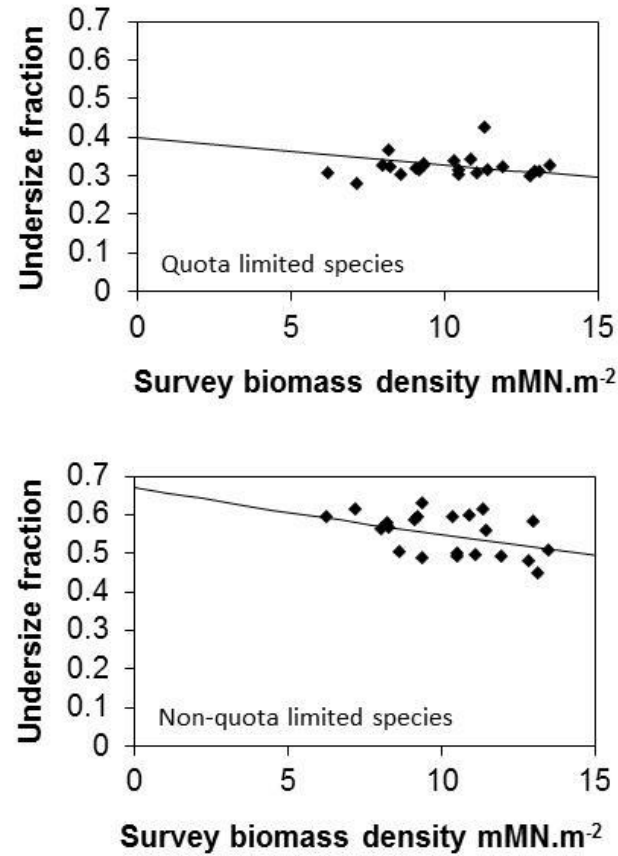 Undersize fraction
0.7
0.6
0.5
0.4
0.3
0.2
0.1
0
Quota limited species
0 5 10 15
Survey biomass density mMN.m-2
Undersize fraction
0.7
0.6
0.5
0.4
0.3
0.2
0.1
0
Non-quota limited species
0 5 10 15
Survey biomass density mMN.m-2